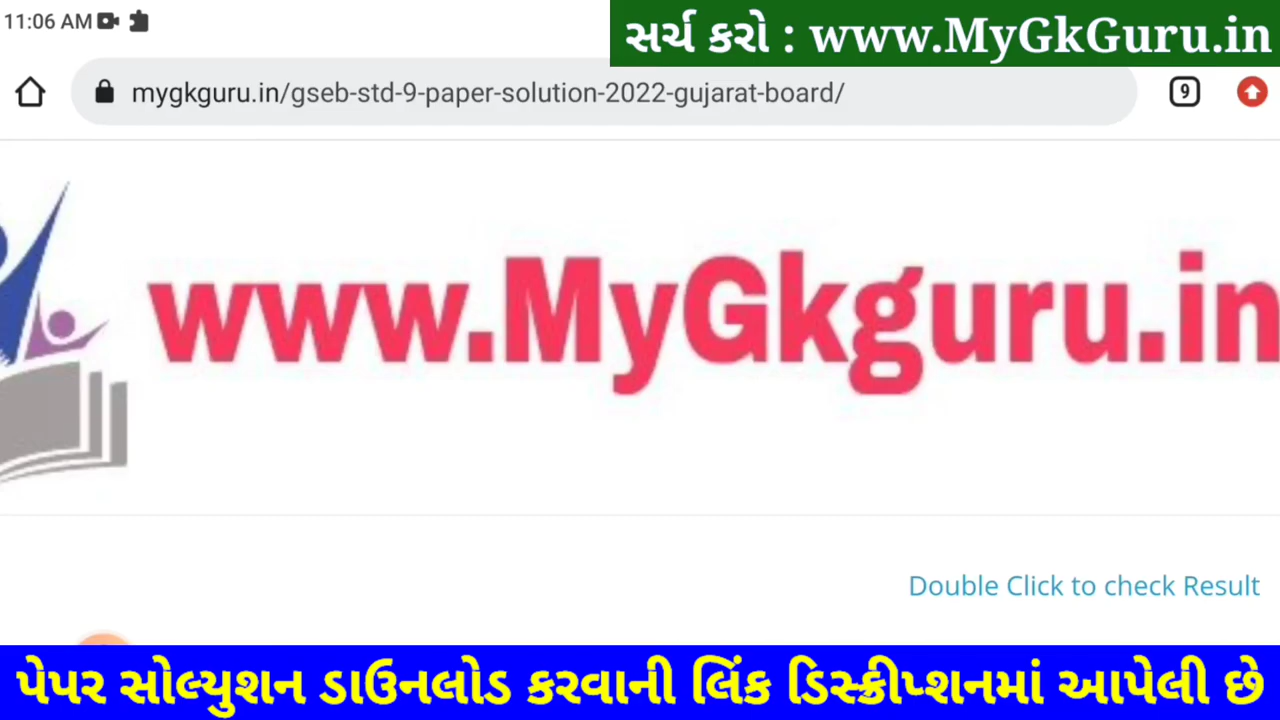 11:06 AM
સર્ચ કરો : www.MyGkGuru.in
mygkguru.in/gseb-std-9-paper-solution-2022-gujarat-board/
9
www.MyGkguru.in
Double Click to check Result
પેપર સોલ્યુશન ડાઉનલોડ કરવાની લિંક ડિસ્ક્રીપ્શનમાં આપેલી છે